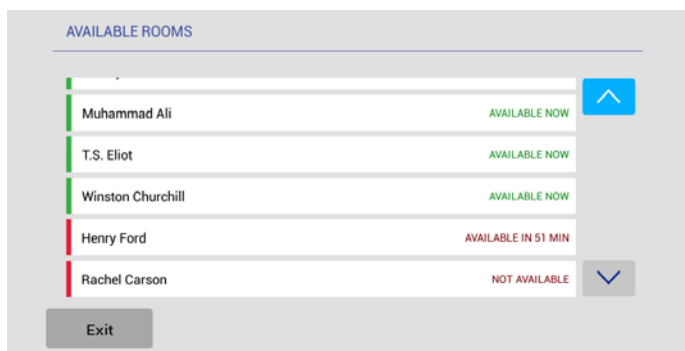 AVAILABLE ROOMS
Muhammad Ali AVAILABLE NOW
T.S. Eliot AVAILABLE NOW
Winston Churchill AVAILABLE NOW
Henry Ford AVAILABLE IN 51 MIN
Rachel Carson NOT AVAILABLE
Exit